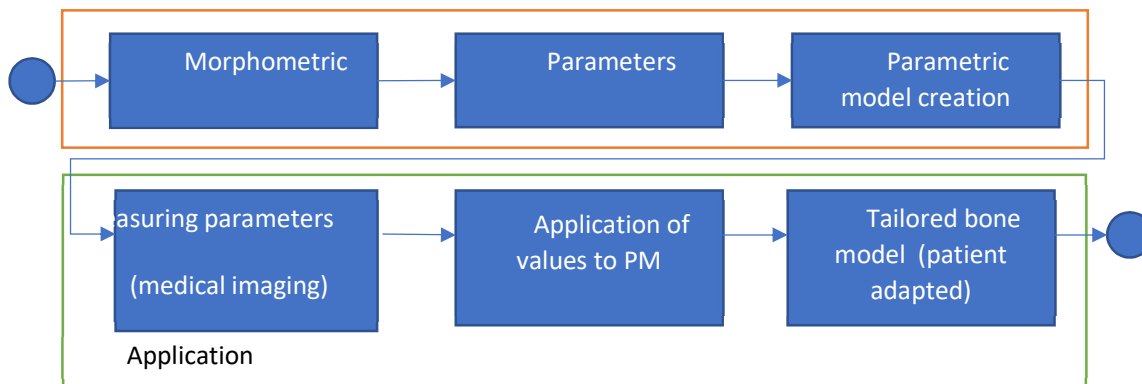 Morphometric
Parameters
Parametric
model creation
easuring parameters
(medical imaging)
Application of
values to PM
Tailored bone
model (patient
adapted)
Application